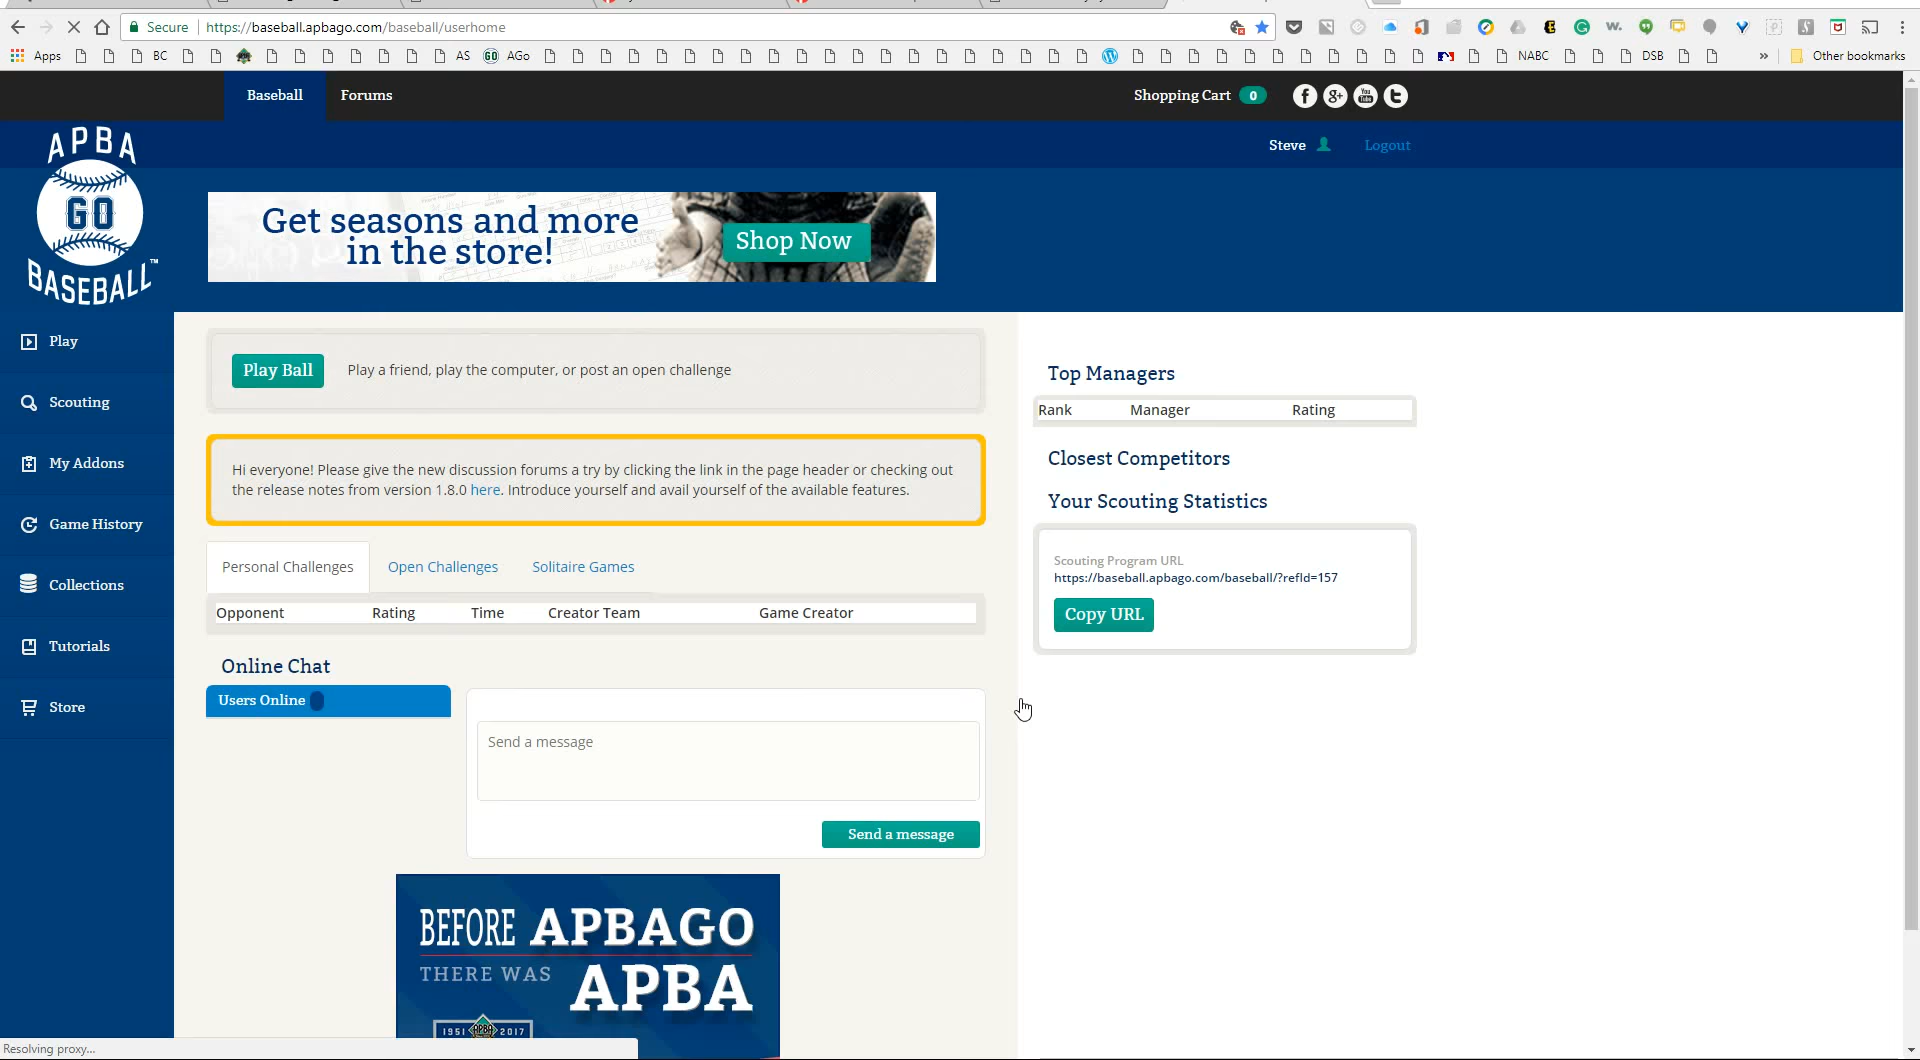 Secure https://baseball.apbago.com/baseball/userhome
Apps BC AS GO AGo NABC DSB » Other bookmarks
Baseball Forums Shopping Cart 0
Steve Logout
APBA
GO
BASEBALL™
Get seasons and more
in the store!
Shop Now
Play
Scouting
My Addons
Game History
Collections
Tutorials
Store
Play Ball Play a friend, play the computer, or post an open challenge
Hi everyone! Please give the new discussion forums a try by clicking the link in the page header or checking out
the release notes from version 1.8.0 here. Introduce yourself and avail yourself of the available features.
Personal Challenges Open Challenges Solitaire Games
Opponent Rating Time Creator Team Game Creator
Online Chat
Users Online
Send a message
Send a message
BEFORE APBAGO
THERE WAS
APBA
1951 APBA 2017
Top Managers
Rank Manager Rating
Closest Competitors
Your Scouting Statistics
Scouting Program URL
https://baseball.apbago.com/baseball/?refId=157
Copy URL
Resolving proxy...